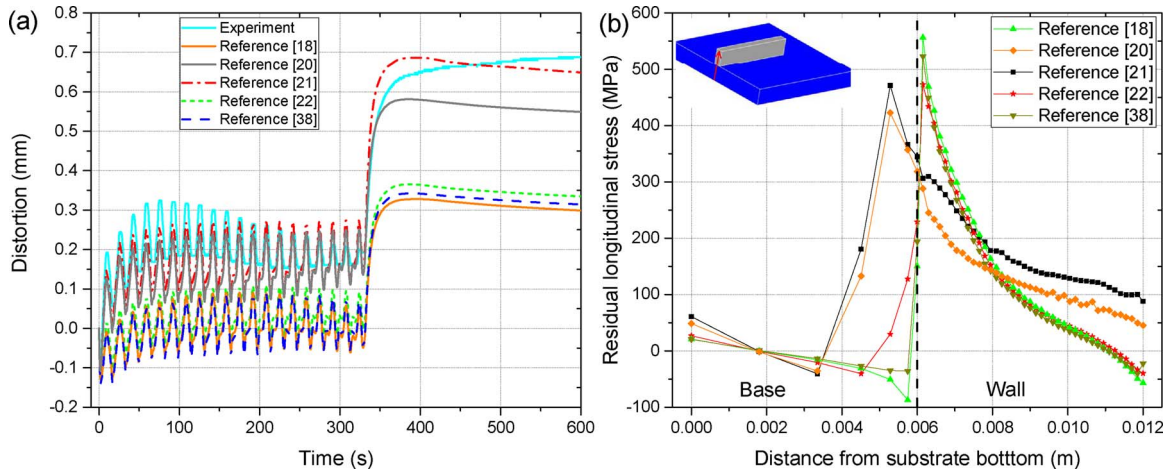 (a)
Experiment
Reference [18]
Reference [20]
Reference [21]
Reference [22]
Reference [38]
0.8
0.7
0.6
0.5
0.4
0.3
0.2
0.1
0.0
-0.1
-0.2
Distortion (mm)
0 100 200 300 400 500 600
Time (s)
(b)
Reference [18]
Reference [20]
Reference [21]
Reference [22]
Reference [38]
600
500
400
300
200
100
0
-100
Residual longitudinal stress (MPa)
Base
Wall
0.000 0.002 0.004 0.006 0.008 0.010 0.012
Distance from substrate botttom (m)